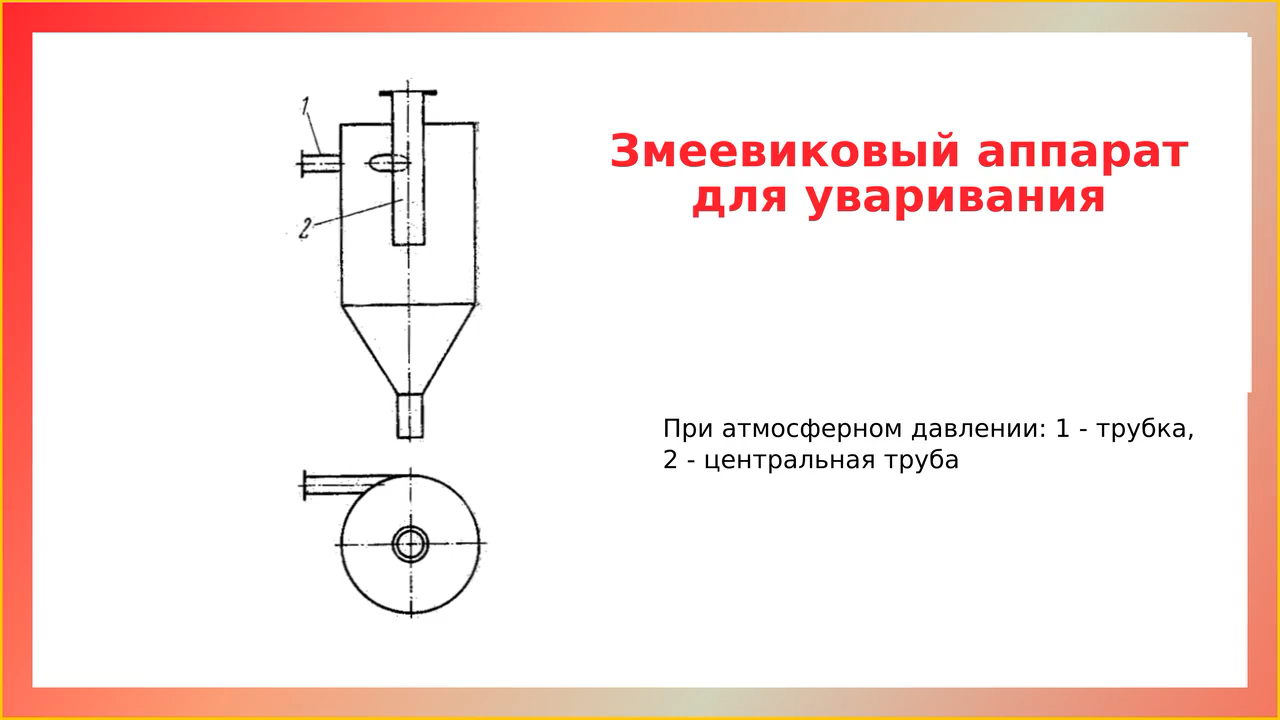 1
2
Змеевиковый аппарат
для уваривания
При атмосферном давлении: 1 - трубка,
2 - центральная труба